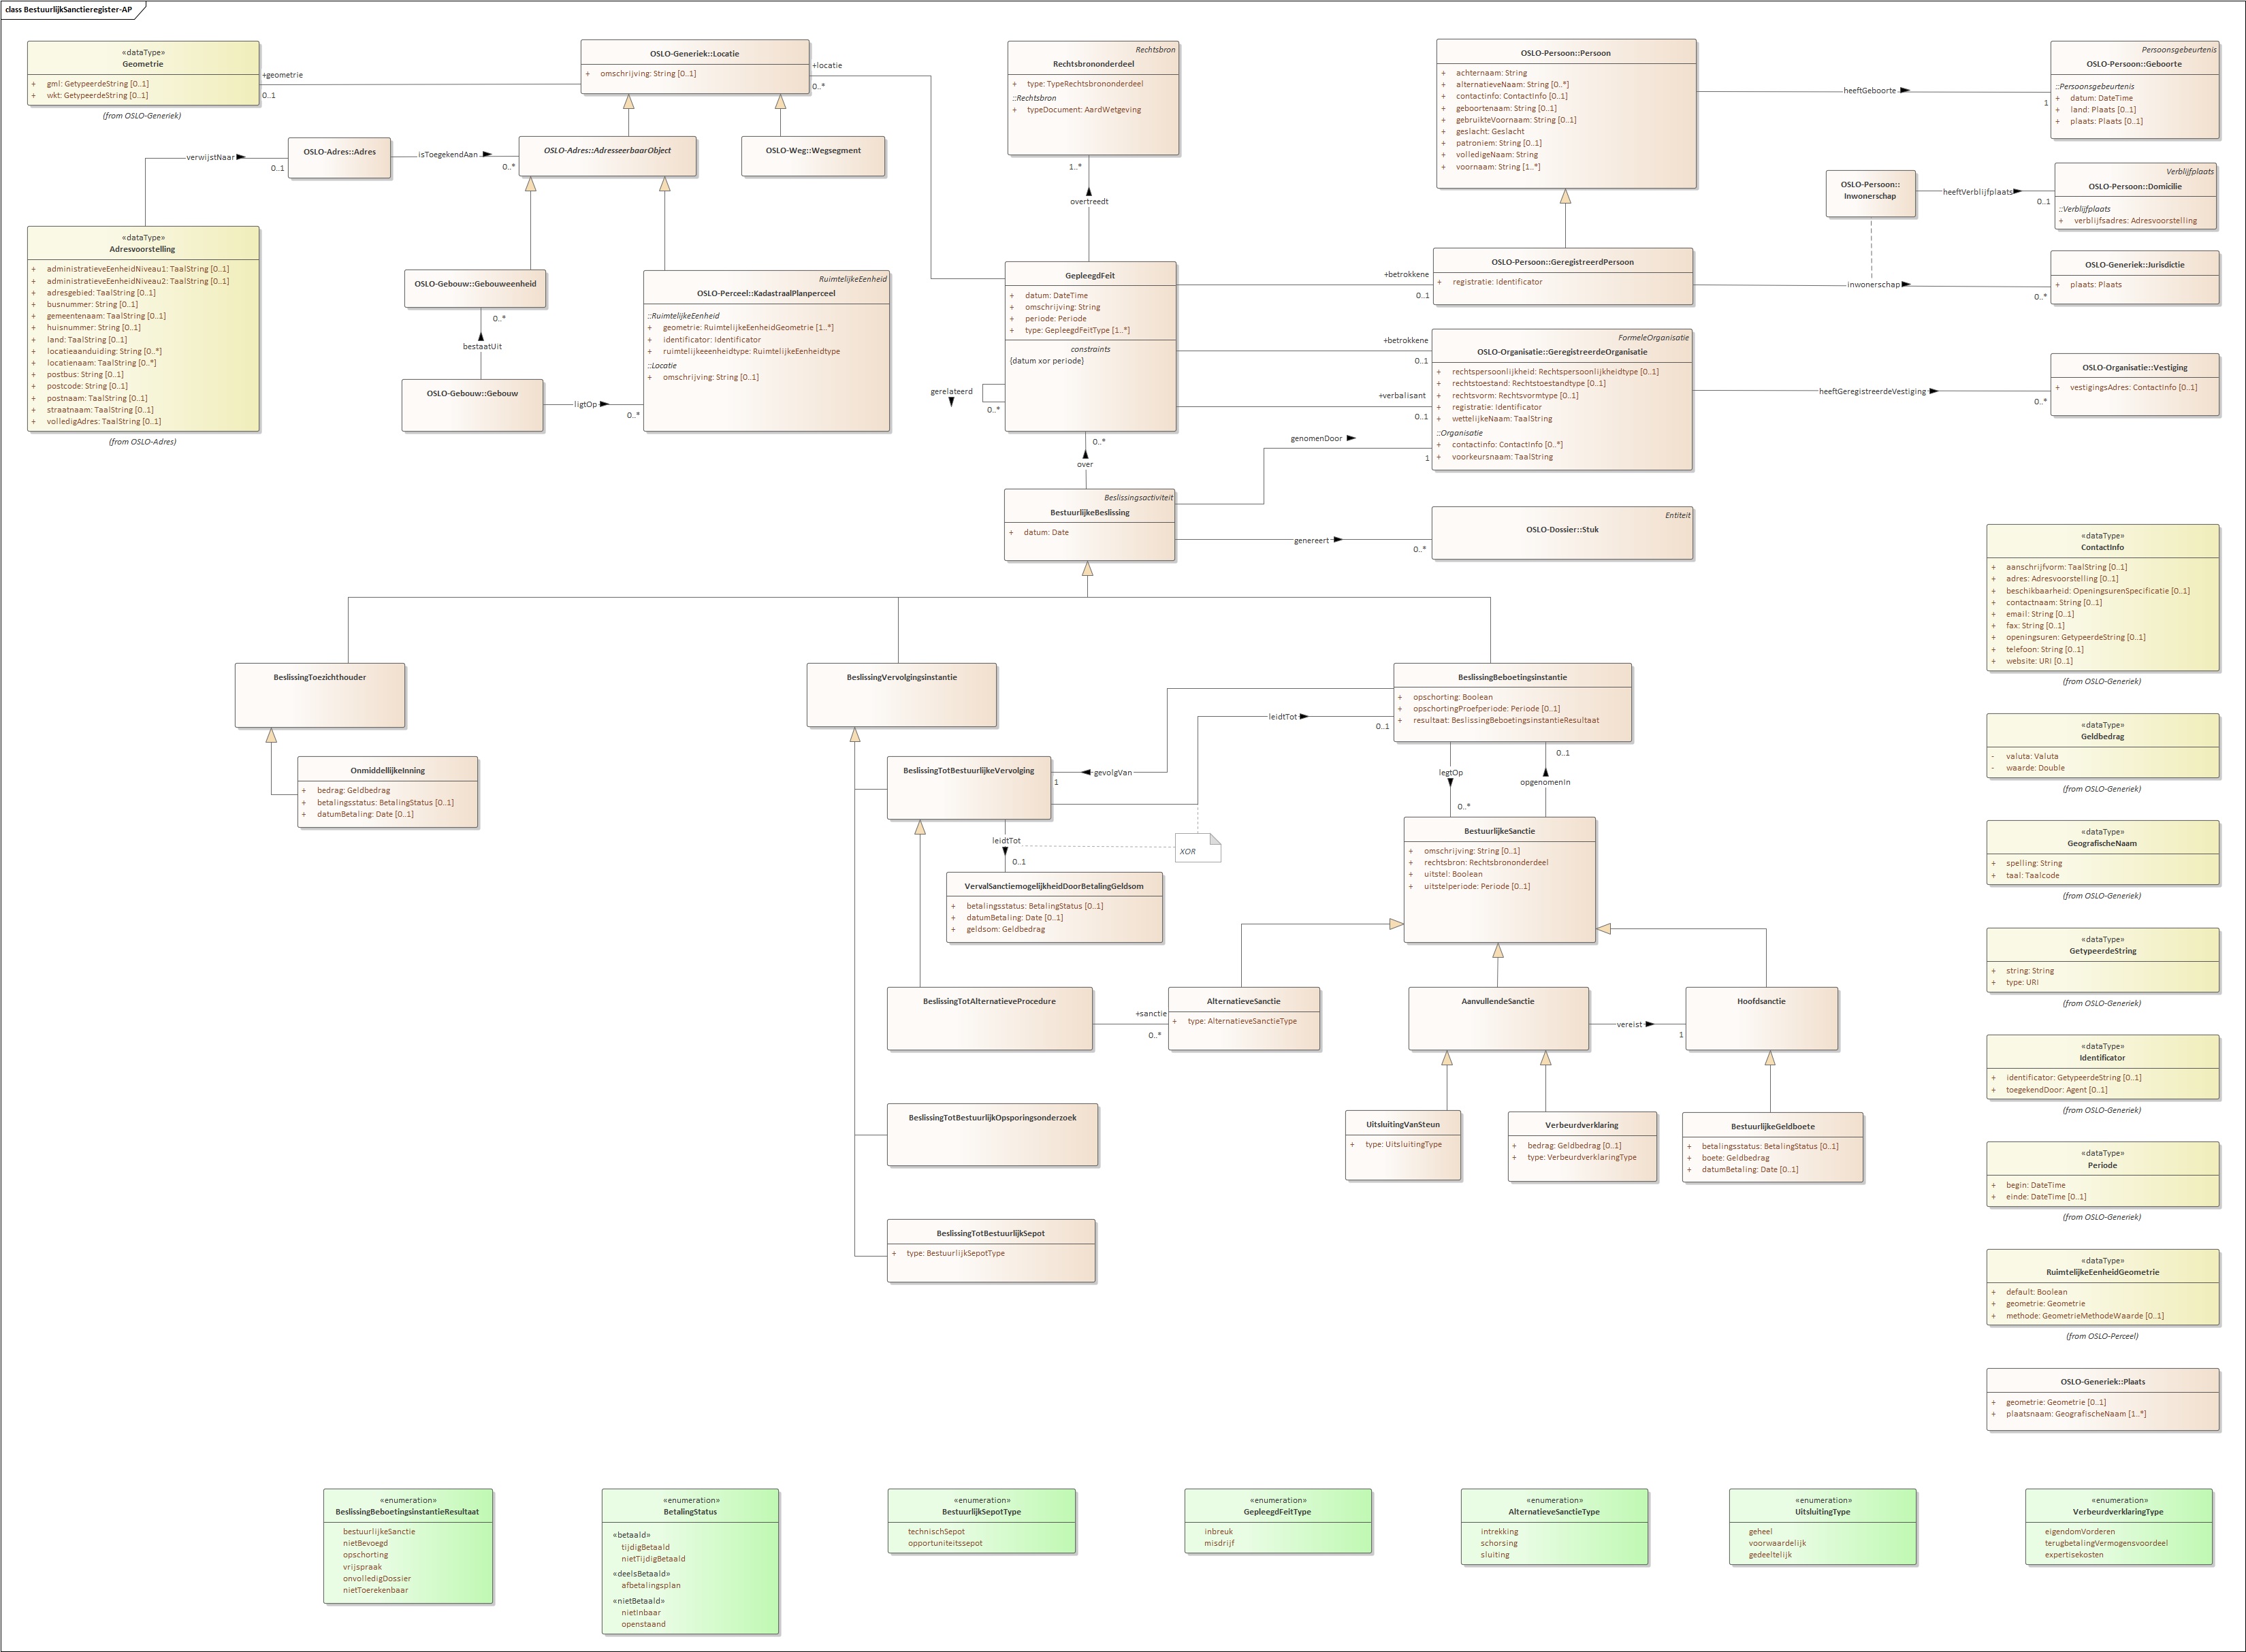 class BestuurlijkSanctieregister-AP
«dataType»
Geometrie
+ gml: GetypeerdeString [0..1]
+ wkt: GetypeerdeString [0..1]
(from OSLO-Generiek)
+geometrie
0..1
OSLO-Generiek::Locatie
+ omschrijving: String [0..1]
+locatie
0..*
Rechtsbron
Rechtsbrononderdeel
+ type: TypeRechtsbrononderdeel
::Rechtsbron
+ typeDocument: AardWetgeving
1..*
overtreedt
OSLO-Persoon::Persoon
+ achternaam: String
+ alternatieveNaam: String [0..*]
+ contactinfo: ContactInfo [0..1]
+ geboortenaam: String [0..1]
+ gebruikteVoornaam: String [0..1]
+ geslacht: Geslacht
+ patroniem: String [0..1]
+ volledigeNaam: String
+ voornaam: String [1..*]
heeftGeboorte
1
Persoonsgebeurtenis
OSLO-Persoon::Geboorte
::Persoonsgebeurtenis
+ datum: DateTime
+ land: Plaats [0..1]
+ plaats: Plaats [0..1]
verwijstNaar
0..1
OSLO-Adres::Adres
isToegekendAan
0..*
OSLO-Adres::AdresseerbaarObject
OSLO-Weg::Wegsegment
OSLO-Persoon::
Inwonerschap
heeftVerblijfplaats
0..1
Verblijfplaats
OSLO-Persoon::Domicilie
::Verblijfplaats
+ verblijfsadres: Adresvoorstelling
«dataType»
Adresvoorstelling
+ administratieveEenheidNiveau1: TaalString [0..1]
+ administratieveEenheidNiveau2: TaalString [0..1]
+ adresgebied: TaalString [0..1]
+ busnummer: String [0..1]
+ gemeentenaam: TaalString [0..1]
+ huisnummer: String [0..1]
+ land: TaalString [0..1]
+ locatieaanduiding: String [0..*]
+ locatienaam: TaalString [0..*]
+ postbus: String [0..1]
+ postcode: String [0..1]
+ postnaam: TaalString [0..1]
+ straatnaam: TaalString [0..1]
+ volledigAdres: TaalString [0..1]
(from OSLO-Adres)
OSLO-Gebouw::Gebouweenheid
0..*
bestaatUit
OSLO-Gebouw::Gebouw
ligtOp
0..*
RuimtelijkeEenheid
OSLO-Perceel::KadastraalPlanperceel
::RuimtelijkeEenheid
+ geometrie: RuimtelijkeEenheidGeometrie [1..*]
+ identificator: Identificator
+ ruimtelijkeeenheidtype: RuimtelijkeEenheidtype
::Locatie
+ omschrijving: String [0..1]
GepleegdFeit
+ datum: DateTime
+ omschrijving: String
+ periode: Periode
+ type: GepleegdFeitType [1..*]
constraints
{datum xor periode}
gerelateerd
0..*
0..*
over
+betrokkene
0..1
OSLO-Persoon::GeregistreerdPersoon
+ registratie: Identificator
inwonerschap
0..*
OSLO-Generiek::Jurisdictie
+ plaats: Plaats
+betrokkene
0..1
+verbalisant
0..1
genomenDoor
1
FormeleOrganisatie
OSLO-Organisatie::GeregistreerdeOrganisatie
+ rechtspersoonlijkheid: Rechtspersoonlijkheidtype [0..1]
+ rechtstoestand: Rechtstoestandtype [0..1]
+ rechtsvorm: Rechtsvormtype [0..1]
+ registratie: Identificator
+ wettelijkeNaam: TaalString
::Organisatie
+ contactinfo: ContactInfo [0..*]
+ voorkeursnaam: TaalString
heeftGeregistreerdeVestiging
0..*
OSLO-Organisatie::Vestiging
+ vestigingsAdres: ContactInfo [0..1]
Beslissingsactiviteit
BestuurlijkeBeslissing
+ datum: Date
genereert
0..*
Entiteit
OSLO-Dossier::Stuk
«dataType»
ContactInfo
+ aanschrijfvorm: TaalString [0..1]
+ adres: Adresvoorstelling [0..1]
+ beschikbaarheid: OpeningsurenSpecificatie [0..1]
+ contactnaam: String [0..1]
+ email: String [0..1]
+ fax: String [0..1]
+ openingsuren: GetypeerdeString [0..1]
+ telefoon: String [0..1]
+ website: URI [0..1]
(from OSLO-Generiek)
BeslissingToezichthouder
OnmiddellijkeInning
+ bedrag: Geldbedrag
+ betalingsstatus: BetalingStatus [0..1]
+ datumBetaling: Date [0..1]
BeslissingVervolgingsinstantie
BeslissingBeboetingsinstantie
+ opschorting: Boolean
+ opschortingProefperiode: Periode [0..1]
+ resultaat: BeslissingBeboetingsinstantieResultaat
leidtTot
0..1
gevolgVan
1
BeslissingTotBestuurlijkeVervolging
leidtTot
0..1
XOR
legtOp
0..*
0..1
opgenomenIn
VervalSanctiemogelijkheidDoorBetalingGeldsom
+ betalingsstatus: BetalingStatus [0..1]
+ datumBetaling: Date [0..1]
+ geldsom: Geldbedrag
BestuurlijkeSanctie
+ omschrijving: String [0..1]
+ rechtsbron: Rechtsbrononderdeel
+ uitstel: Boolean
+ uitstelperiode: Periode [0..1]
BeslissingTotAlternatieveProcedure
+sanctie
0..*
AlternatieveSanctie
+ type: AlternatieveSanctieType
AanvullendeSanctie
vereist
1
Hoofdsanctie
BeslissingTotBestuurlijkOpsporingsonderzoek
UitsluitingVanSteun
+ type: UitsluitingType
Verbeurdverklaring
+ bedrag: Geldbedrag [0..1]
+ type: VerbeurdverklaringType
BestuurlijkeGeldboete
+ betalingsstatus: BetalingStatus [0..1]
+ boete: Geldbedrag
+ datumBetaling: Date [0..1]
BeslissingTotBestuurlijkSepot
+ type: BestuurlijkSepotType
«dataType»
Geldbedrag
- valuta: Valuta
- waarde: Double
(from OSLO-Generiek)
«dataType»
GeografischeNaam
+ spelling: String
+ taal: Taalcode
(from OSLO-Generiek)
«dataType»
GetypeerdeString
+ string: String
+ type: URI
(from OSLO-Generiek)
«dataType»
Identificator
+ identificator: GetypeerdeString [0..1]
+ toegekendDoor: Agent [0..1]
(from OSLO-Generiek)
«dataType»
Periode
+ begin: DateTime
+ einde: DateTime [0..1]
(from OSLO-Generiek)
«dataType»
RuimtelijkeEenheidGeometrie
+ default: Boolean
+ geometrie: Geometrie
+ methode: GeometrieMethodeWaarde [0..1]
(from OSLO-Perceel)
OSLO-Generiek::Plaats
+ geometrie: Geometrie [0..1]
+ plaatsnaam: GeografischeNaam [1..*]
«enumeration»
BeslissingBeboetingsinstantieResultaat
bestuurlijkeSanctie
nietBevoegd
opschorting
vrijspraak
onvolledigDossier
nietToerekenbaar
«enumeration»
BetalingStatus
«betaald»
tijdigBetaald
nietTijdigBetaald
«deelsBetaald»
afbetalingsplan
«nietBetaald»
nietInbaar
openstaand
«enumeration»
BestuurlijkSepotType
technischSepot
opportuniteitssepot
«enumeration»
GepleegdFeitType
inbreuk
misdrijf
«enumeration»
AlternatieveSanctieType
intrekking
schorsing
sluiting
«enumeration»
UitsluitingType
geheel
voorwaardelijk
gedeeltelijk
«enumeration»
VerbeurdverklaringType
eigendomVorderen
terugbetalingVermogensvoordeel
expertisekosten